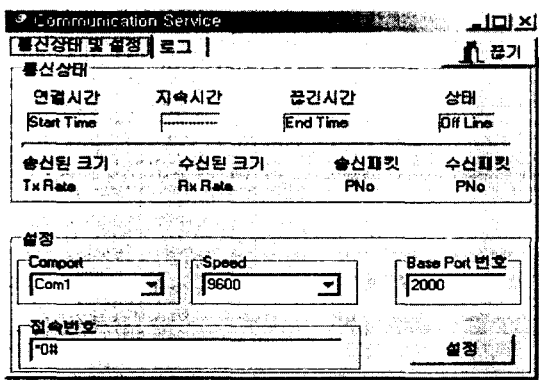 Communication Service
통신상태 및 설정 로그 끊기
통신상태
연결시간 지속시간 끊긴시간 상태
Start Time ----------- End Time Off Line
송신된 크기 수신된 크기 송신패킷 수신패킷
Tx Rate Rx Rate PNo PNo
설정
Comport Speed Base Port 번호
Com1 9600 2000
접속번호
*0# 설정